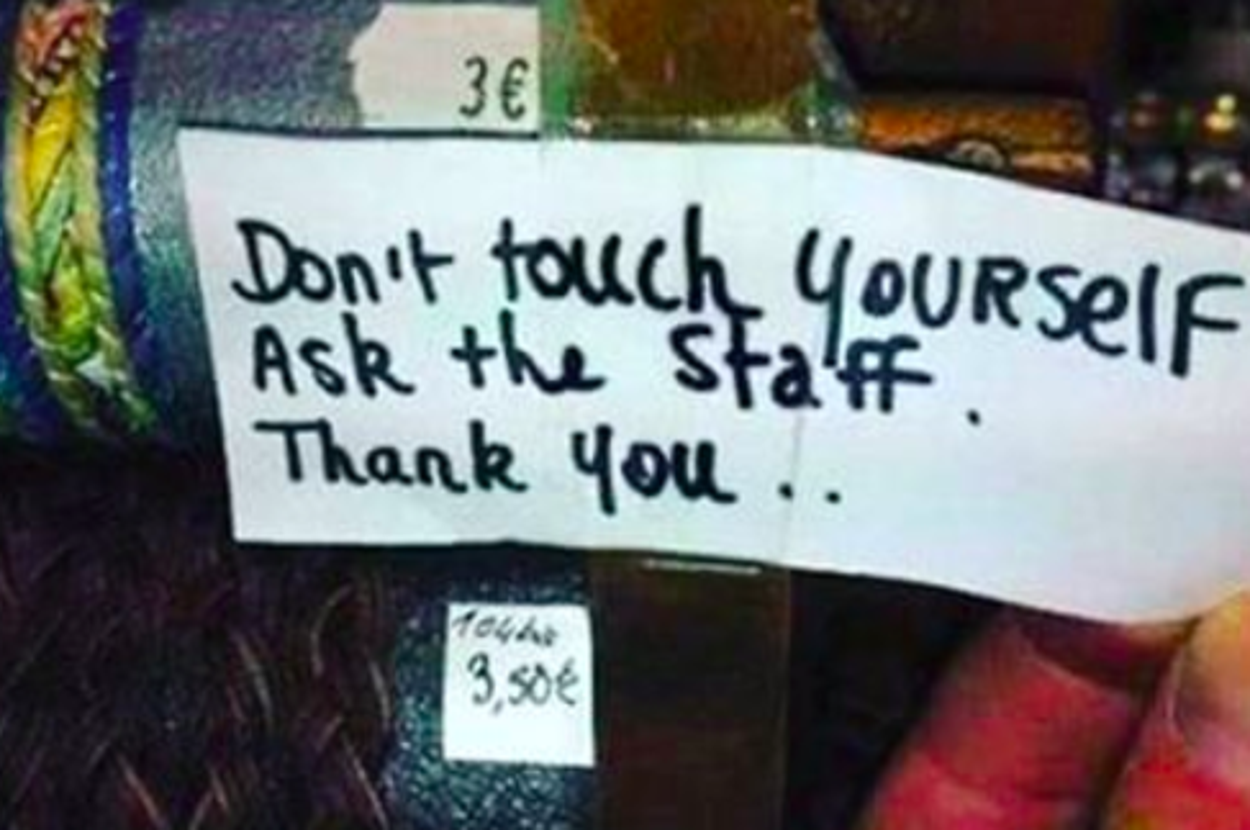 3€
Don't touch yourself
Ask the Staff.
Thank you..
3,50€